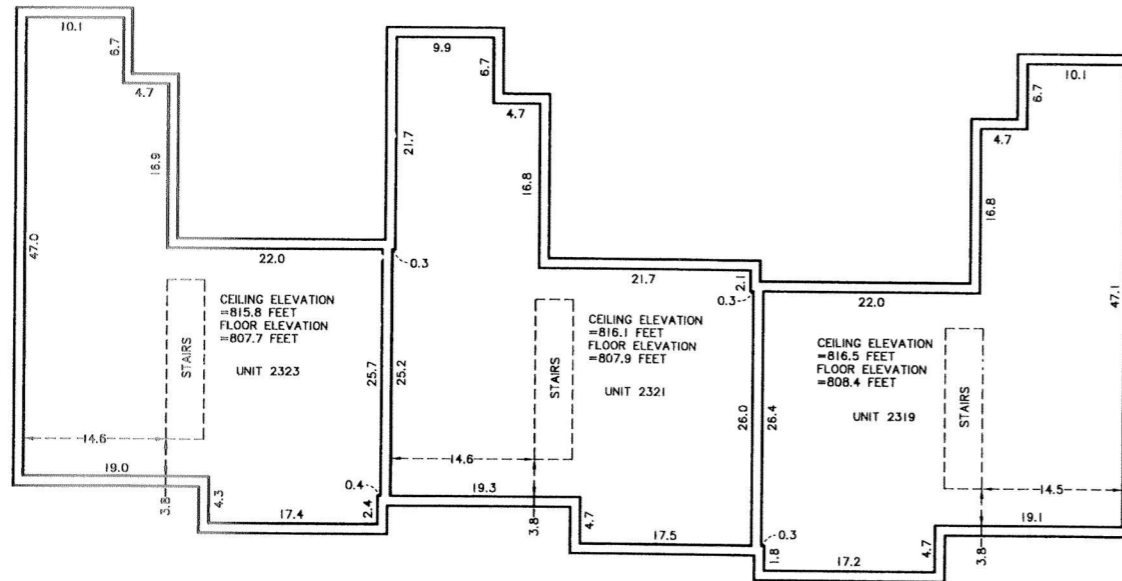 10.1
6.7
4.7
16.9
47.0
22.0
CEILING ELEVATION
=815.8 FEET
FLOOR ELEVATION
=807.7 FEET
UNIT 2323
STAIRS
25.7
14.6
19.0
3.8
4.3
17.4
0.4
2.4
9.9
6.7
4.7
21.7
16.8
0.3
21.7
2.1
0.3
CEILING ELEVATION
=816.1 FEET
FLOOR ELEVATION
=807.9 FEET
UNIT 2321
STAIRS
25.2
26.0
14.6
19.3
3.8
4.7
17.5
10.1
6.7
4.7
16.8
47.1
22.0
CEILING ELEVATION
=816.5 FEET
FLOOR ELEVATION
=808.4 FEET
UNIT 2319
STAIRS
26.4
14.5
19.1
3.8
4.7
17.2
0.3
1.8